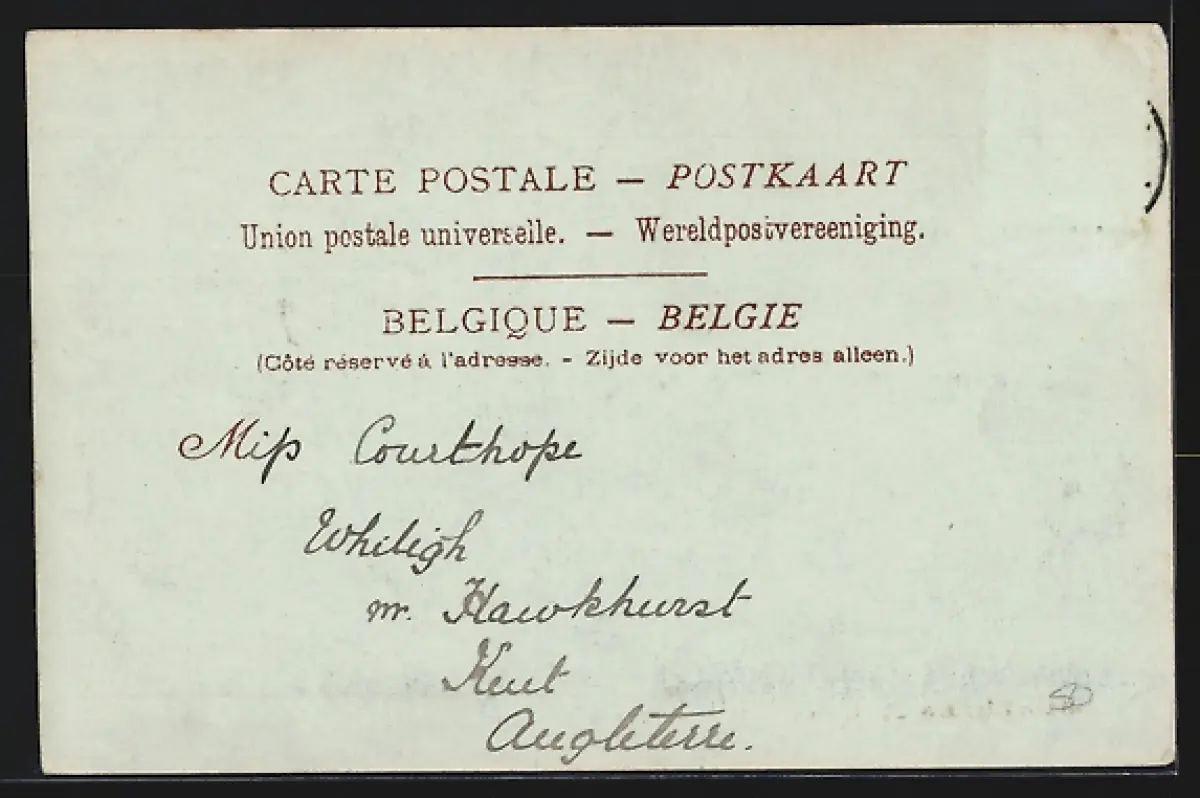 CARTE POSTALE — POSTKAART
Union postale universelle. — Wereldpostvereeniging.
BELGIQUE — BELGIE
(Côté réservé à l'adresse. - Zijde voor het adres alleen.)
Miſs Courthope
Whiligh
nr. Hawkhurst
Kent
Angleterre.